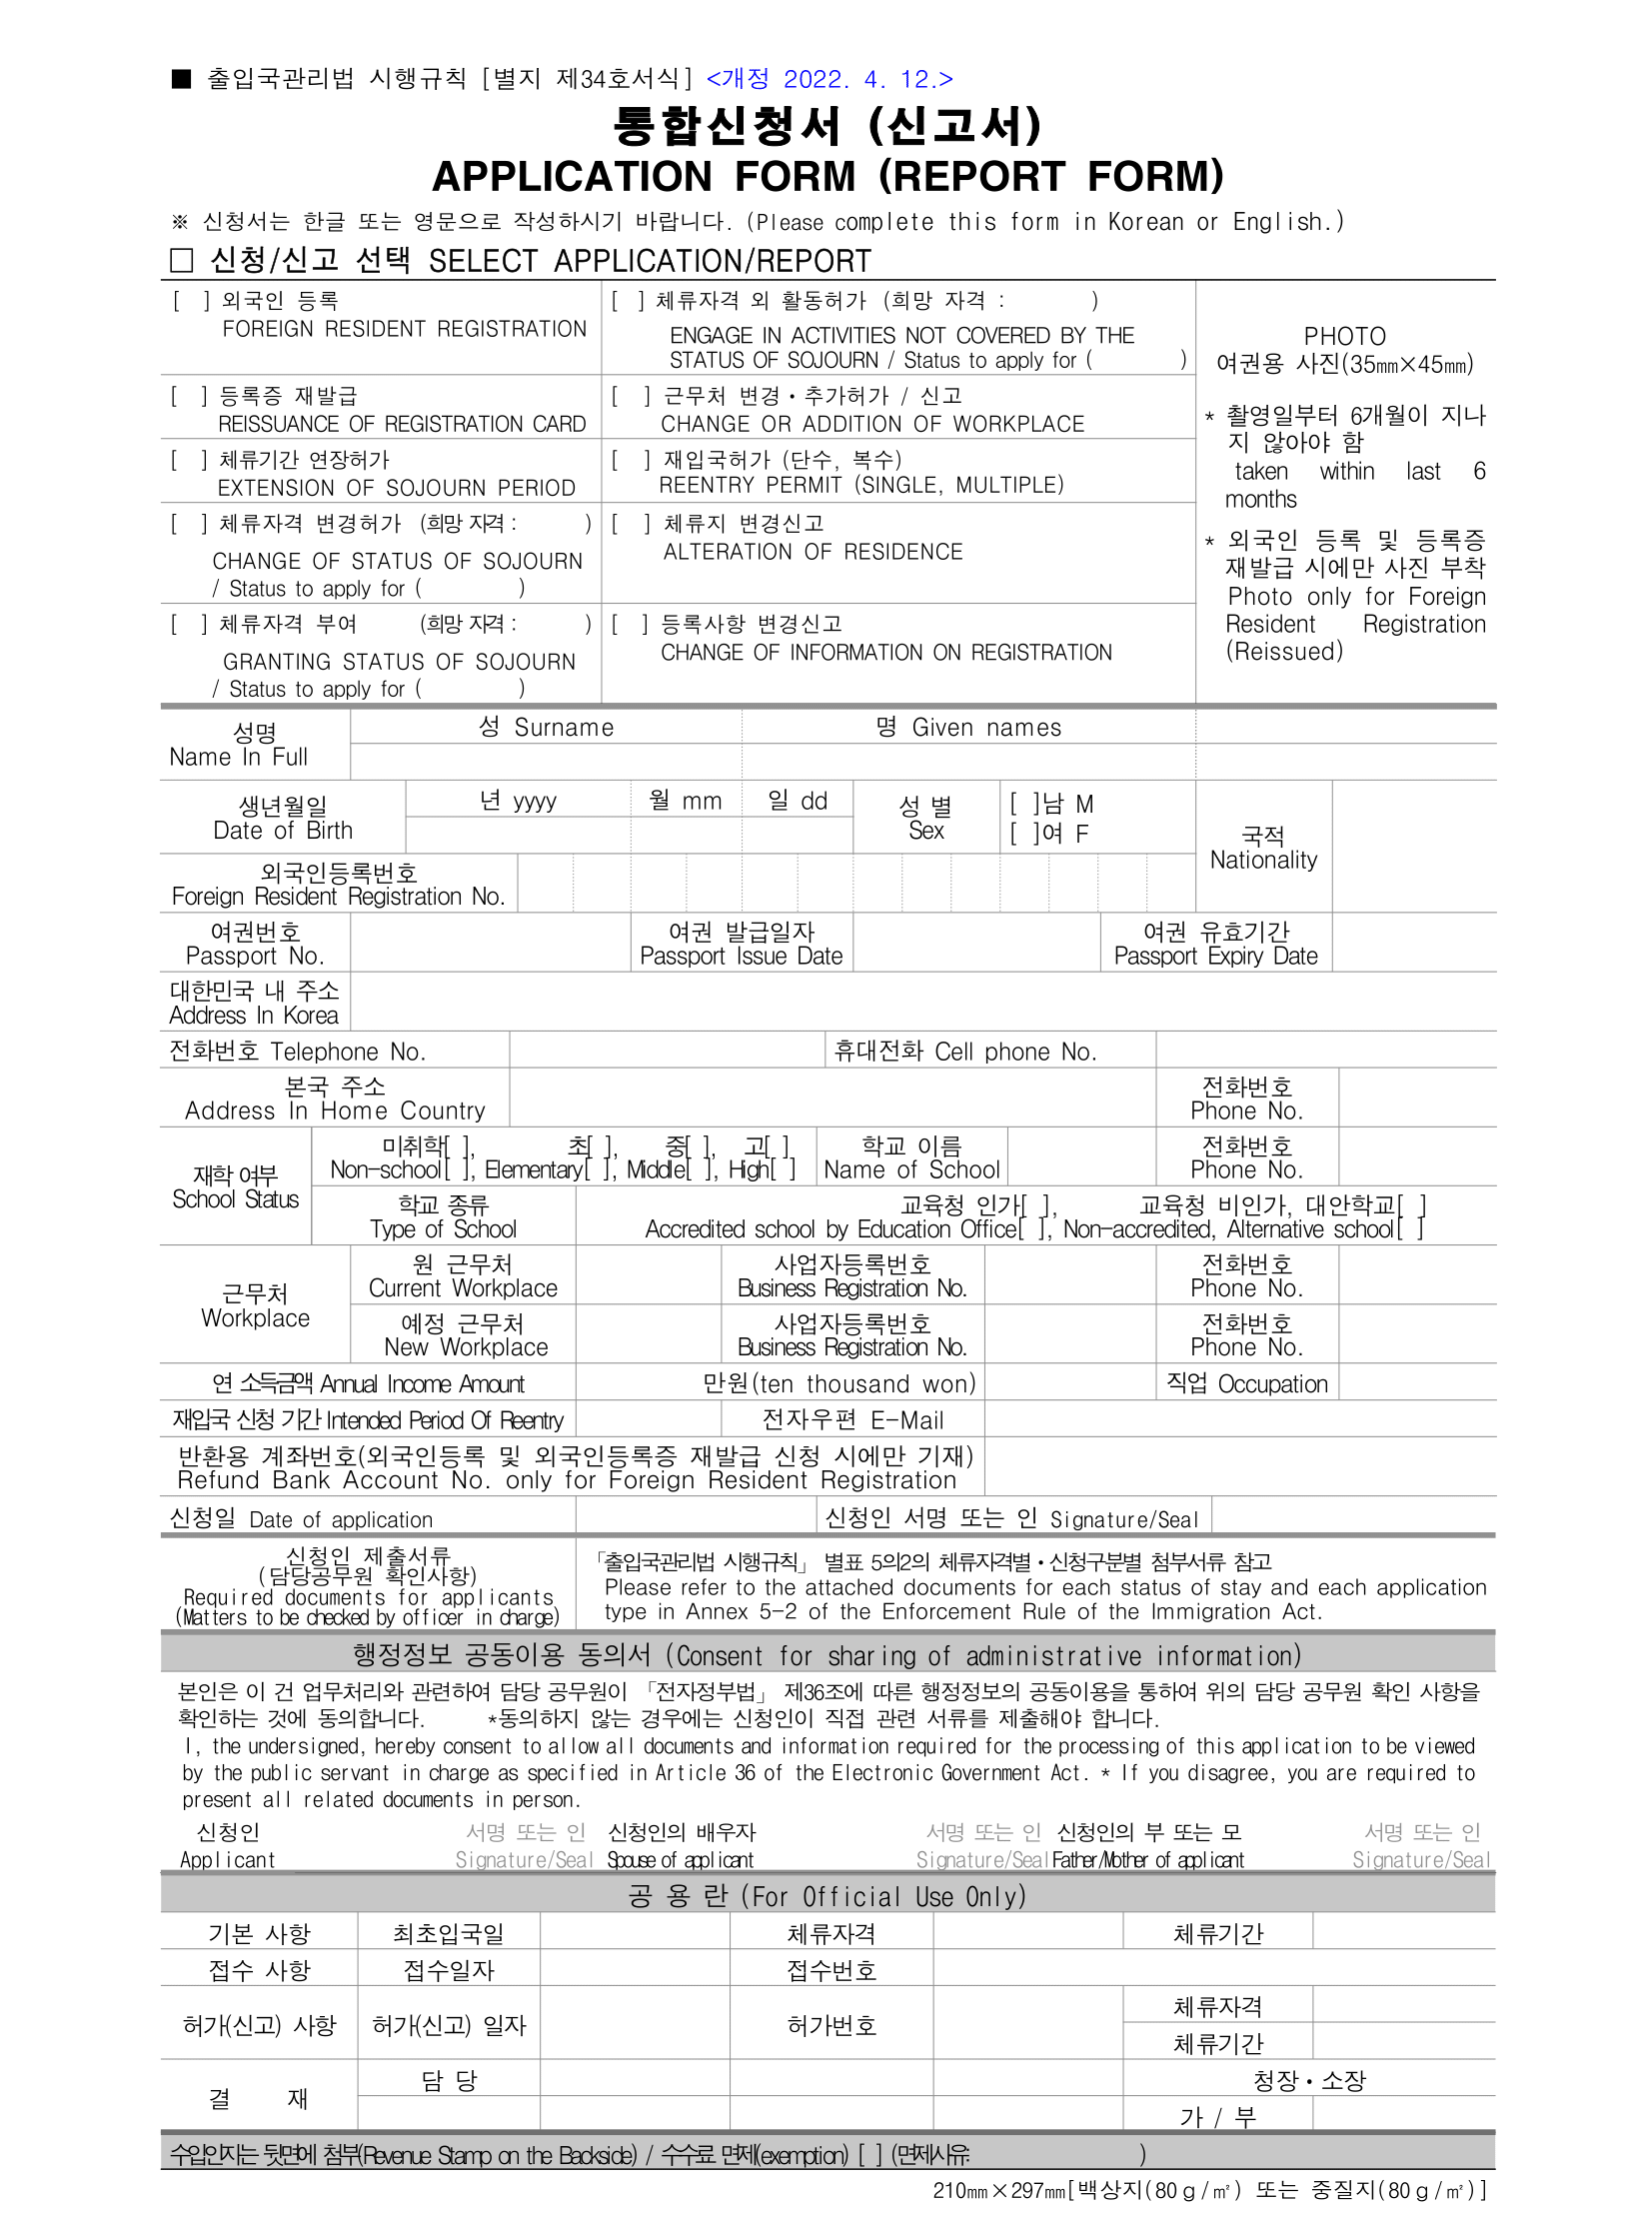 ■ 출입국관리법 시행규칙 [별지 제34호서식] <개정 2022. 4. 12.>
통합신청서 (신고서)
APPLICATION FORM (REPORT FORM)
※ 신청서는 한글 또는 영문으로 작성하시기 바랍니다. (Please complete this form in Korean or English.)
□ 신청/신고 선택 SELECT APPLICATION/REPORT
[ ] 외국인 등록
FOREIGN RESIDENT REGISTRATION
[ ] 체류자격 외 활동허가 (희망 자격 : )
ENGAGE IN ACTIVITIES NOT COVERED BY THE
STATUS OF SOJOURN / Status to apply for ( )
[ ] 등록증 재발급
REISSUANCE OF REGISTRATION CARD
[ ] 근무처 변경・추가허가 / 신고
CHANGE OR ADDITION OF WORKPLACE
[ ] 체류기간 연장허가
EXTENSION OF SOJOURN PERIOD
[ ] 재입국허가 (단수, 복수)
REENTRY PERMIT (SINGLE, MULTIPLE)
[ ] 체류자격 변경허가 (희망 자격 : )
CHANGE OF STATUS OF SOJOURN
/ Status to apply for ( )
[ ] 체류지 변경신고
ALTERATION OF RESIDENCE
[ ] 체류자격 부여 (희망 자격 : )
GRANTING STATUS OF SOJOURN
/ Status to apply for ( )
[ ] 등록사항 변경신고
CHANGE OF INFORMATION ON REGISTRATION
PHOTO
여권용 사진(35㎜×45㎜)
* 촬영일부터 6개월이 지나
지 않아야 함
taken within last 6
months
* 외국인 등록 및 등록증
재발급 시에만 사진 부착
Photo only for Foreign
Resident Registration
(Reissued)
성명
Name In Full
성 Surname
명 Given names
생년월일
Date of Birth
년 yyyy
월 mm
일 dd
성 별
Sex
[ ]남 M
[ ]여 F
국적
Nationality
외국인등록번호
Foreign Resident Registration No.
여권번호
Passport No.
여권 발급일자
Passport Issue Date
여권 유효기간
Passport Expiry Date
대한민국 내 주소
Address In Korea
전화번호 Telephone No.
휴대전화 Cell phone No.
본국 주소
Address In Home Country
전화번호
Phone No.
재학 여부
School Status
미취학[ ], 초[ ], 중[ ], 고[ ]
Non-school[ ], Elementary[ ], Middle[ ], High[ ]
학교 이름
Name of School
전화번호
Phone No.
학교 종류
Type of School
교육청 인가[ ], 교육청 비인가, 대안학교[ ]
Accredited school by Education Office[ ], Non-accredited, Alternative school[ ]
근무처
Workplace
원 근무처
Current Workplace
사업자등록번호
Business Registration No.
전화번호
Phone No.
예정 근무처
New Workplace
사업자등록번호
Business Registration No.
전화번호
Phone No.
연 소득금액 Annual Income Amount
만원(ten thousand won)
직업 Occupation
재입국 신청 기간 Intended Period Of Reentry
전자우편 E-Mail
반환용 계좌번호(외국인등록 및 외국인등록증 재발급 신청 시에만 기재)
Refund Bank Account No. only for Foreign Resident Registration
신청일 Date of application
신청인 서명 또는 인 Signature/Seal
신청인 제출서류
(담당공무원 확인사항)
Required documents for applicants
(Matters to be checked by officer in charge)
「출입국관리법 시행규칙」 별표 5의2의 체류자격별・신청구분별 첨부서류 참고
Please refer to the attached documents for each status of stay and each application
type in Annex 5-2 of the Enforcement Rule of the Immigration Act.
행정정보 공동이용 동의서 (Consent for sharing of administrative information)
본인은 이 건 업무처리와 관련하여 담당 공무원이 「전자정부법」 제36조에 따른 행정정보의 공동이용을 통하여 위의 담당 공무원 확인 사항을
확인하는 것에 동의합니다. *동의하지 않는 경우에는 신청인이 직접 관련 서류를 제출해야 합니다.
I, the undersigned, hereby consent to allow all documents and information required for the processing of this application to be viewed
by the public servant in charge as specified in Article 36 of the Electronic Government Act. * If you disagree, you are required to
present all related documents in person.
신청인 서명 또는 인 신청인의 배우자 서명 또는 인 신청인의 부 또는 모 서명 또는 인
Applicant Signature/Seal Spouse of applicant Signature/Seal Father/Mother of applicant Signature/Seal
공 용 란 (For Official Use Only)
기본 사항 최초입국일 체류자격 체류기간
접수 사항 접수일자 접수번호
허가(신고) 사항 허가(신고) 일자 허가번호 체류자격
체류기간
결 재 담 당 청장・소장
가 / 부
수입인지는 뒷면에 첨부(Revenue Stamp on the Backside) / 수수료 면제(exemption) [ ] (면제사유: )
210㎜×297㎜[백상지(80ｇ/㎡) 또는 중질지(80ｇ/㎡)]